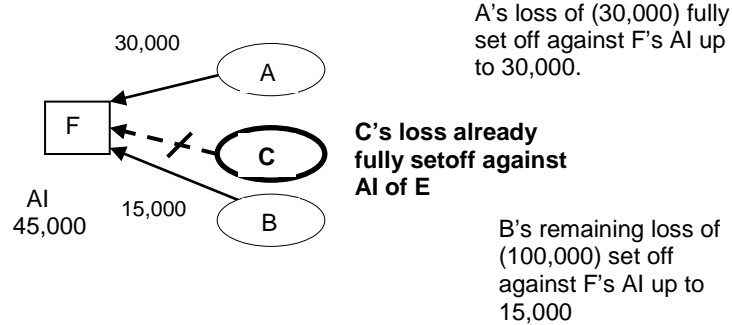 A's loss of (30,000) fully
set off against F's AI up
to 30,000.
30,000
A
F
C
C's loss already
fully setoff against
AI of E
AI
45,000
15,000
B
B's remaining loss of
(100,000) set off
against F's AI up to
15,000